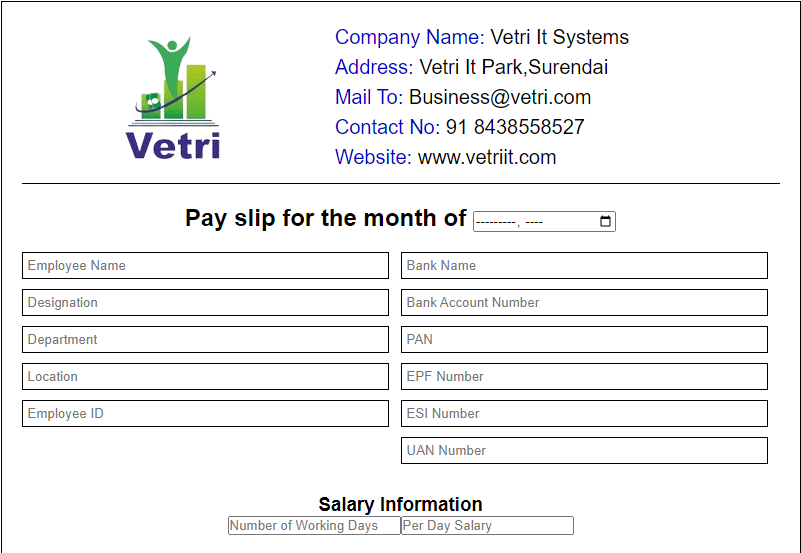 Vetri
Company Name: Vetri It Systems
Address: Vetri It Park,Surendai
Mail To: Business@vetri.com
Contact No: 91 8438558527
Website: www.vetriit.com
Pay slip for the month of ---------, ----
Employee Name
Designation
Department
Location
Employee ID
Bank Name
Bank Account Number
PAN
EPF Number
ESI Number
UAN Number
Salary Information
Number of Working Days Per Day Salary